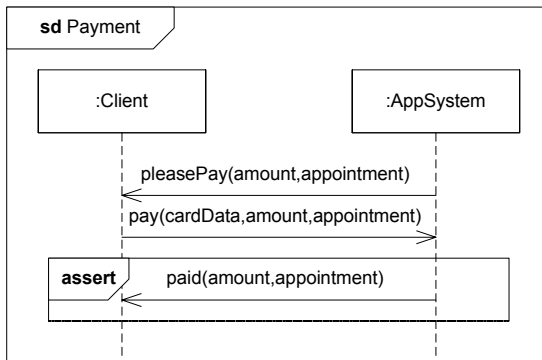 sd Payment
:Client
:AppSystem
pleasePay(amount,appointment)
pay(cardData,amount,appointment)
assert
paid(amount,appointment)